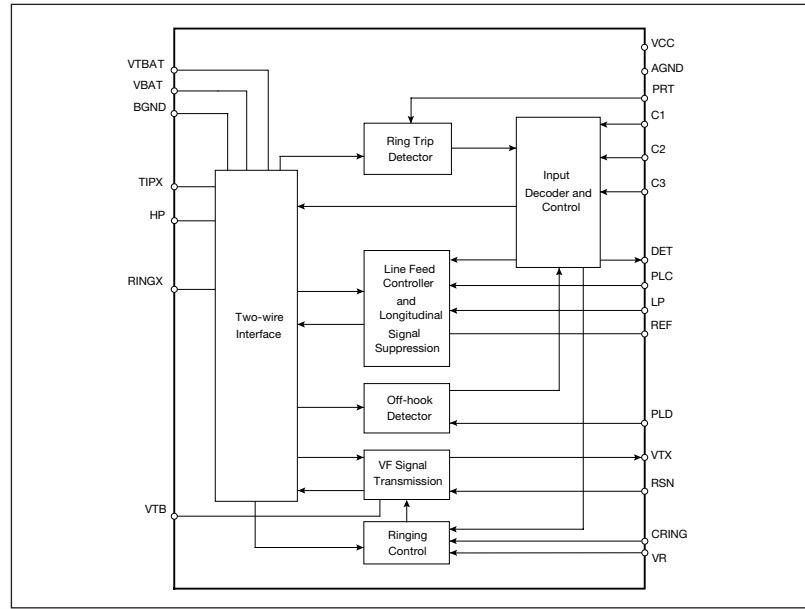 VCC
VTBAT
AGND
VBAT
PRT
BGND
C1
Ring Trip
Detector
C2
Input
Decoder and
Control
TIPX
C3
HP
DET
Line Feed
Controller
and Longitudinal
Signal
Suppression
PLC
RINGX
LP
Two-wire
Interface
REF
Off-hook
Detector
PLD
VF Signal
Transmission
VTX
RSN
VTB
Ringing
Control
CRING
VR